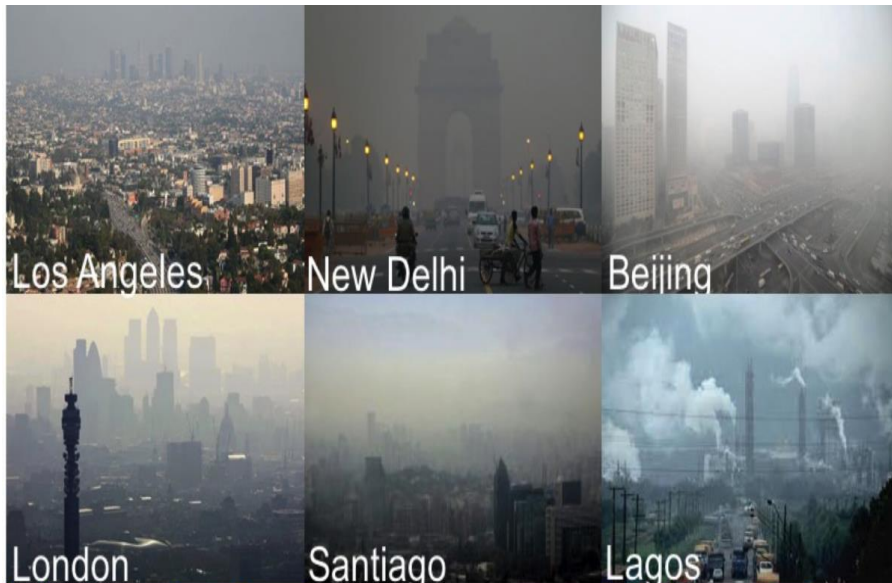 Los Angeles
New Delhi
Beijing
London
Santiago
Lagos